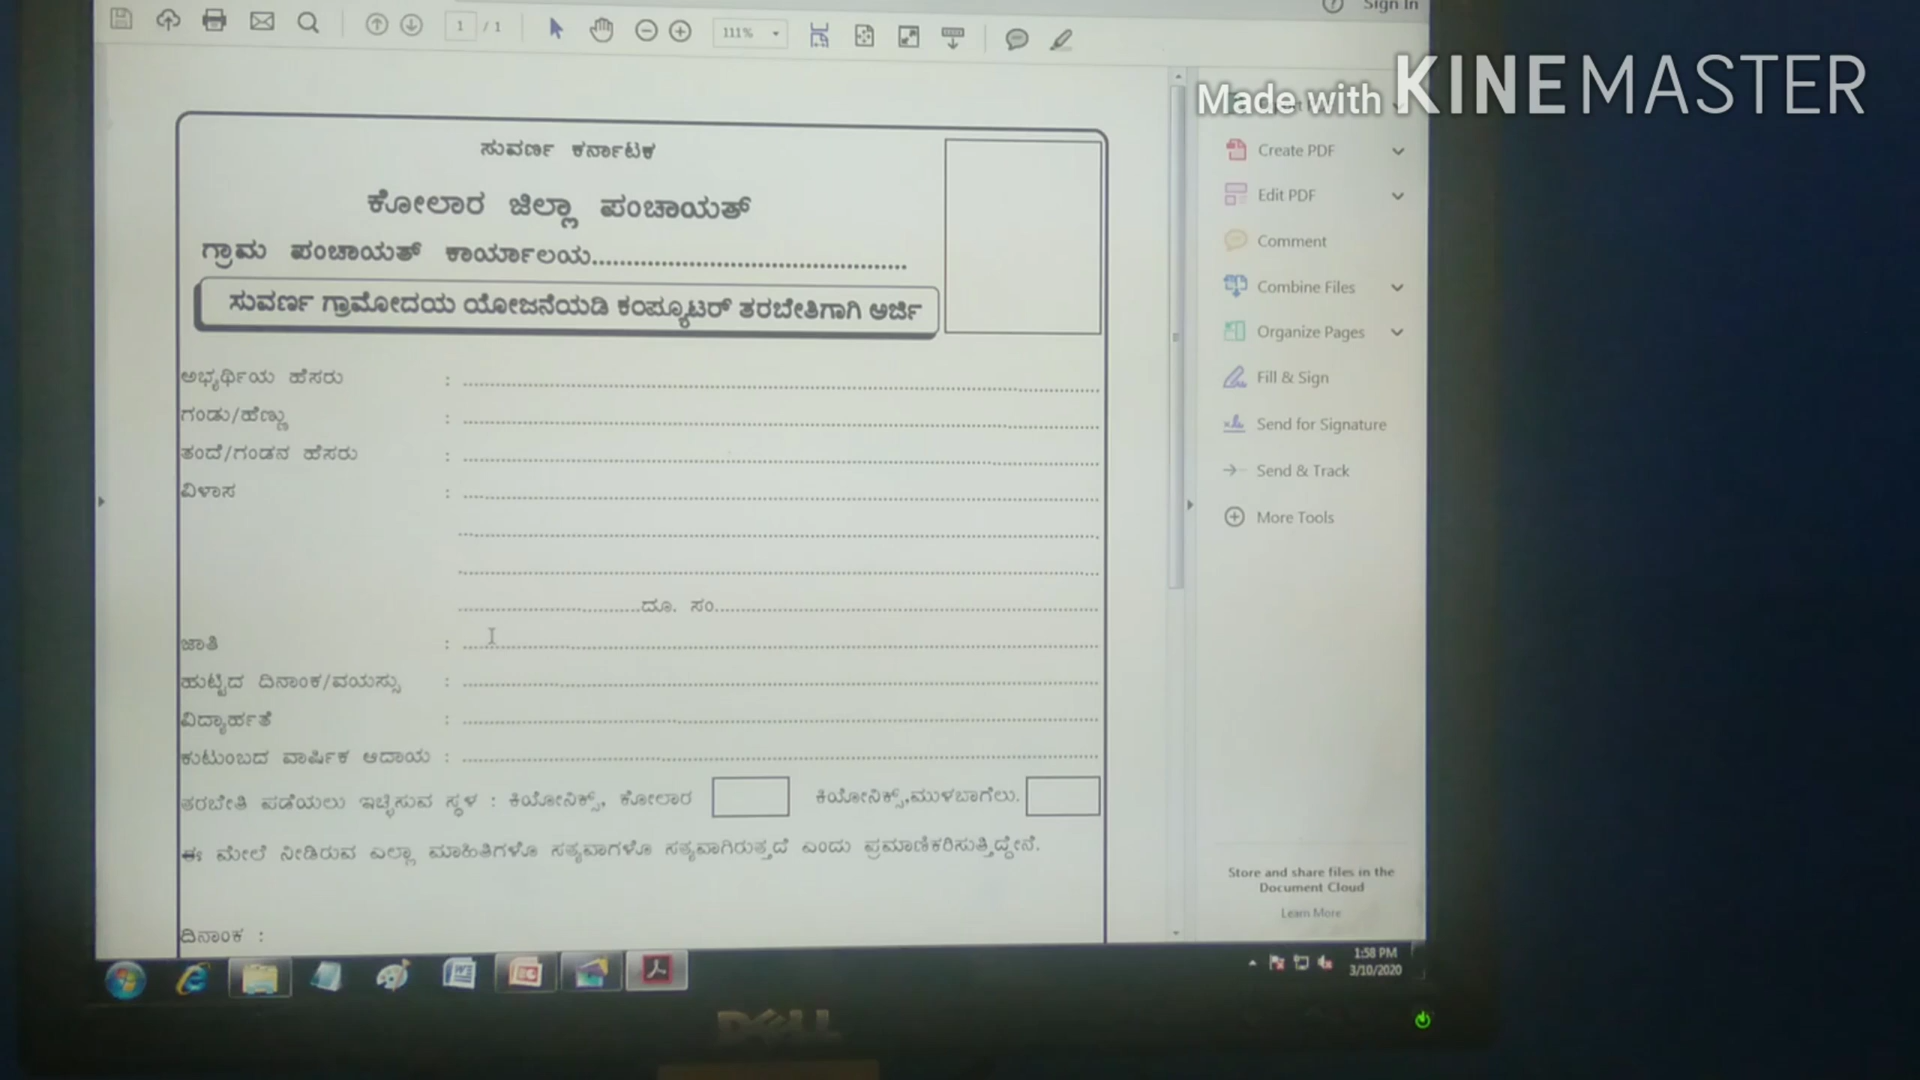 Sign In
1 / 1
111%
Made with KINEMASTER
Create PDF
Edit PDF
Comment
Combine Files
Organize Pages
Fill & Sign
Send for Signature
Send & Track
More Tools
Store and share files in the
Document Cloud
Learn More
ಸುವರ್ಣ ಕರ್ನಾಟಕ
ಕೋಲಾರ ಜಿಲ್ಲಾ ಪಂಚಾಯತ್
ಗ್ರಾಮ ಪಂಚಾಯತ್ ಕಾರ್ಯಾಲಯ..........................................
ಸುವರ್ಣ ಗ್ರಾಮೋದಯ ಯೋಜನೆಯಡಿ ಕಂಪ್ಯೂಟರ್ ತರಬೇತಿಗಾಗಿ ಅರ್ಜಿ
ಅಭ್ಯರ್ಥಿಯ ಹೆಸರು :
ಗಂಡು/ಹೆಣ್ಣು :
ತಂದೆ/ಗಂಡನ ಹೆಸರು :
ವಿಳಾಸ :
ದೂ. ಸಂ.
ಜಾತಿ :
ಹುಟ್ಟಿದ ದಿನಾಂಕ/ವಯಸ್ಸು :
ವಿದ್ಯಾರ್ಹತೆ :
ಕುಟುಂಬದ ವಾರ್ಷಿಕ ಆದಾಯ :
ತರಬೇತಿ ಪಡೆಯಲು ಇಚ್ಛಿಸುವ ಸ್ಥಳ : ಕಿಯೋನಿಕ್ಸ್, ಕೋಲಾರ ಕಿಯೋನಿಕ್ಸ್,ಮುಳಬಾಗಿಲು.
ಈ ಮೇಲೆ ನೀಡಿರುವ ಎಲ್ಲಾ ಮಾಹಿತಿಗಳೂ ಸತ್ಯವಾಗಳೂ ಸತ್ಯವಾಗಿರುತ್ತದೆ ಎಂದು ಪ್ರಮಾಣಿಕರಿಸುತ್ತಿದ್ದೇನೆ.
ದಿನಾಂಕ :
1:58 PM
3/10/2020
DELL